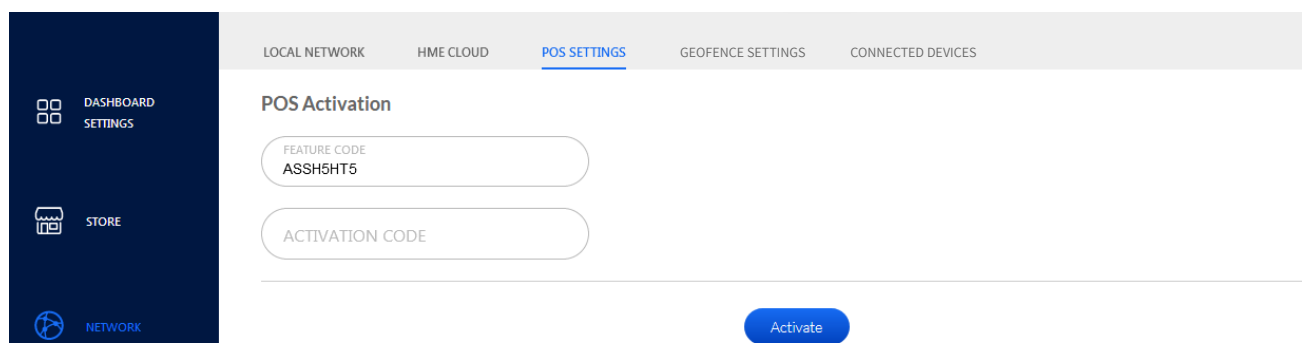 LOCAL NETWORK HME CLOUD POS SETTINGS GEOFENCE SETTINGS CONNECTED DEVICES
DASHBOARD
SETTINGS
STORE
NETWORK
POS Activation
FEATURE CODE
ASSH5HT5
ACTIVATION CODE
Activate